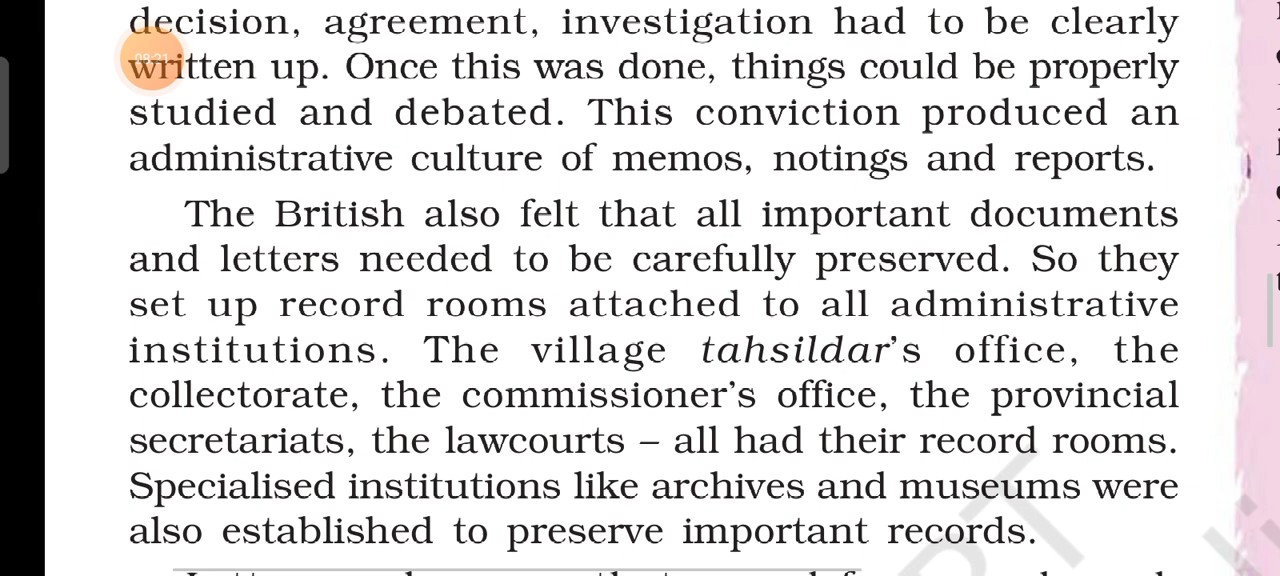 decision, agreement, investigation had to be clearly
written up. Once this was done, things could be properly
studied and debated. This conviction produced an
administrative culture of memos, notings and reports.
The British also felt that all important documents
and letters needed to be carefully preserved. So they
set up record rooms attached to all administrative
institutions. The village tahsildar's office, the
collectorate, the commissioner's office, the provincial
secretariats, the lawcourts – all had their record rooms.
Specialised institutions like archives and museums were
also established to preserve important records.